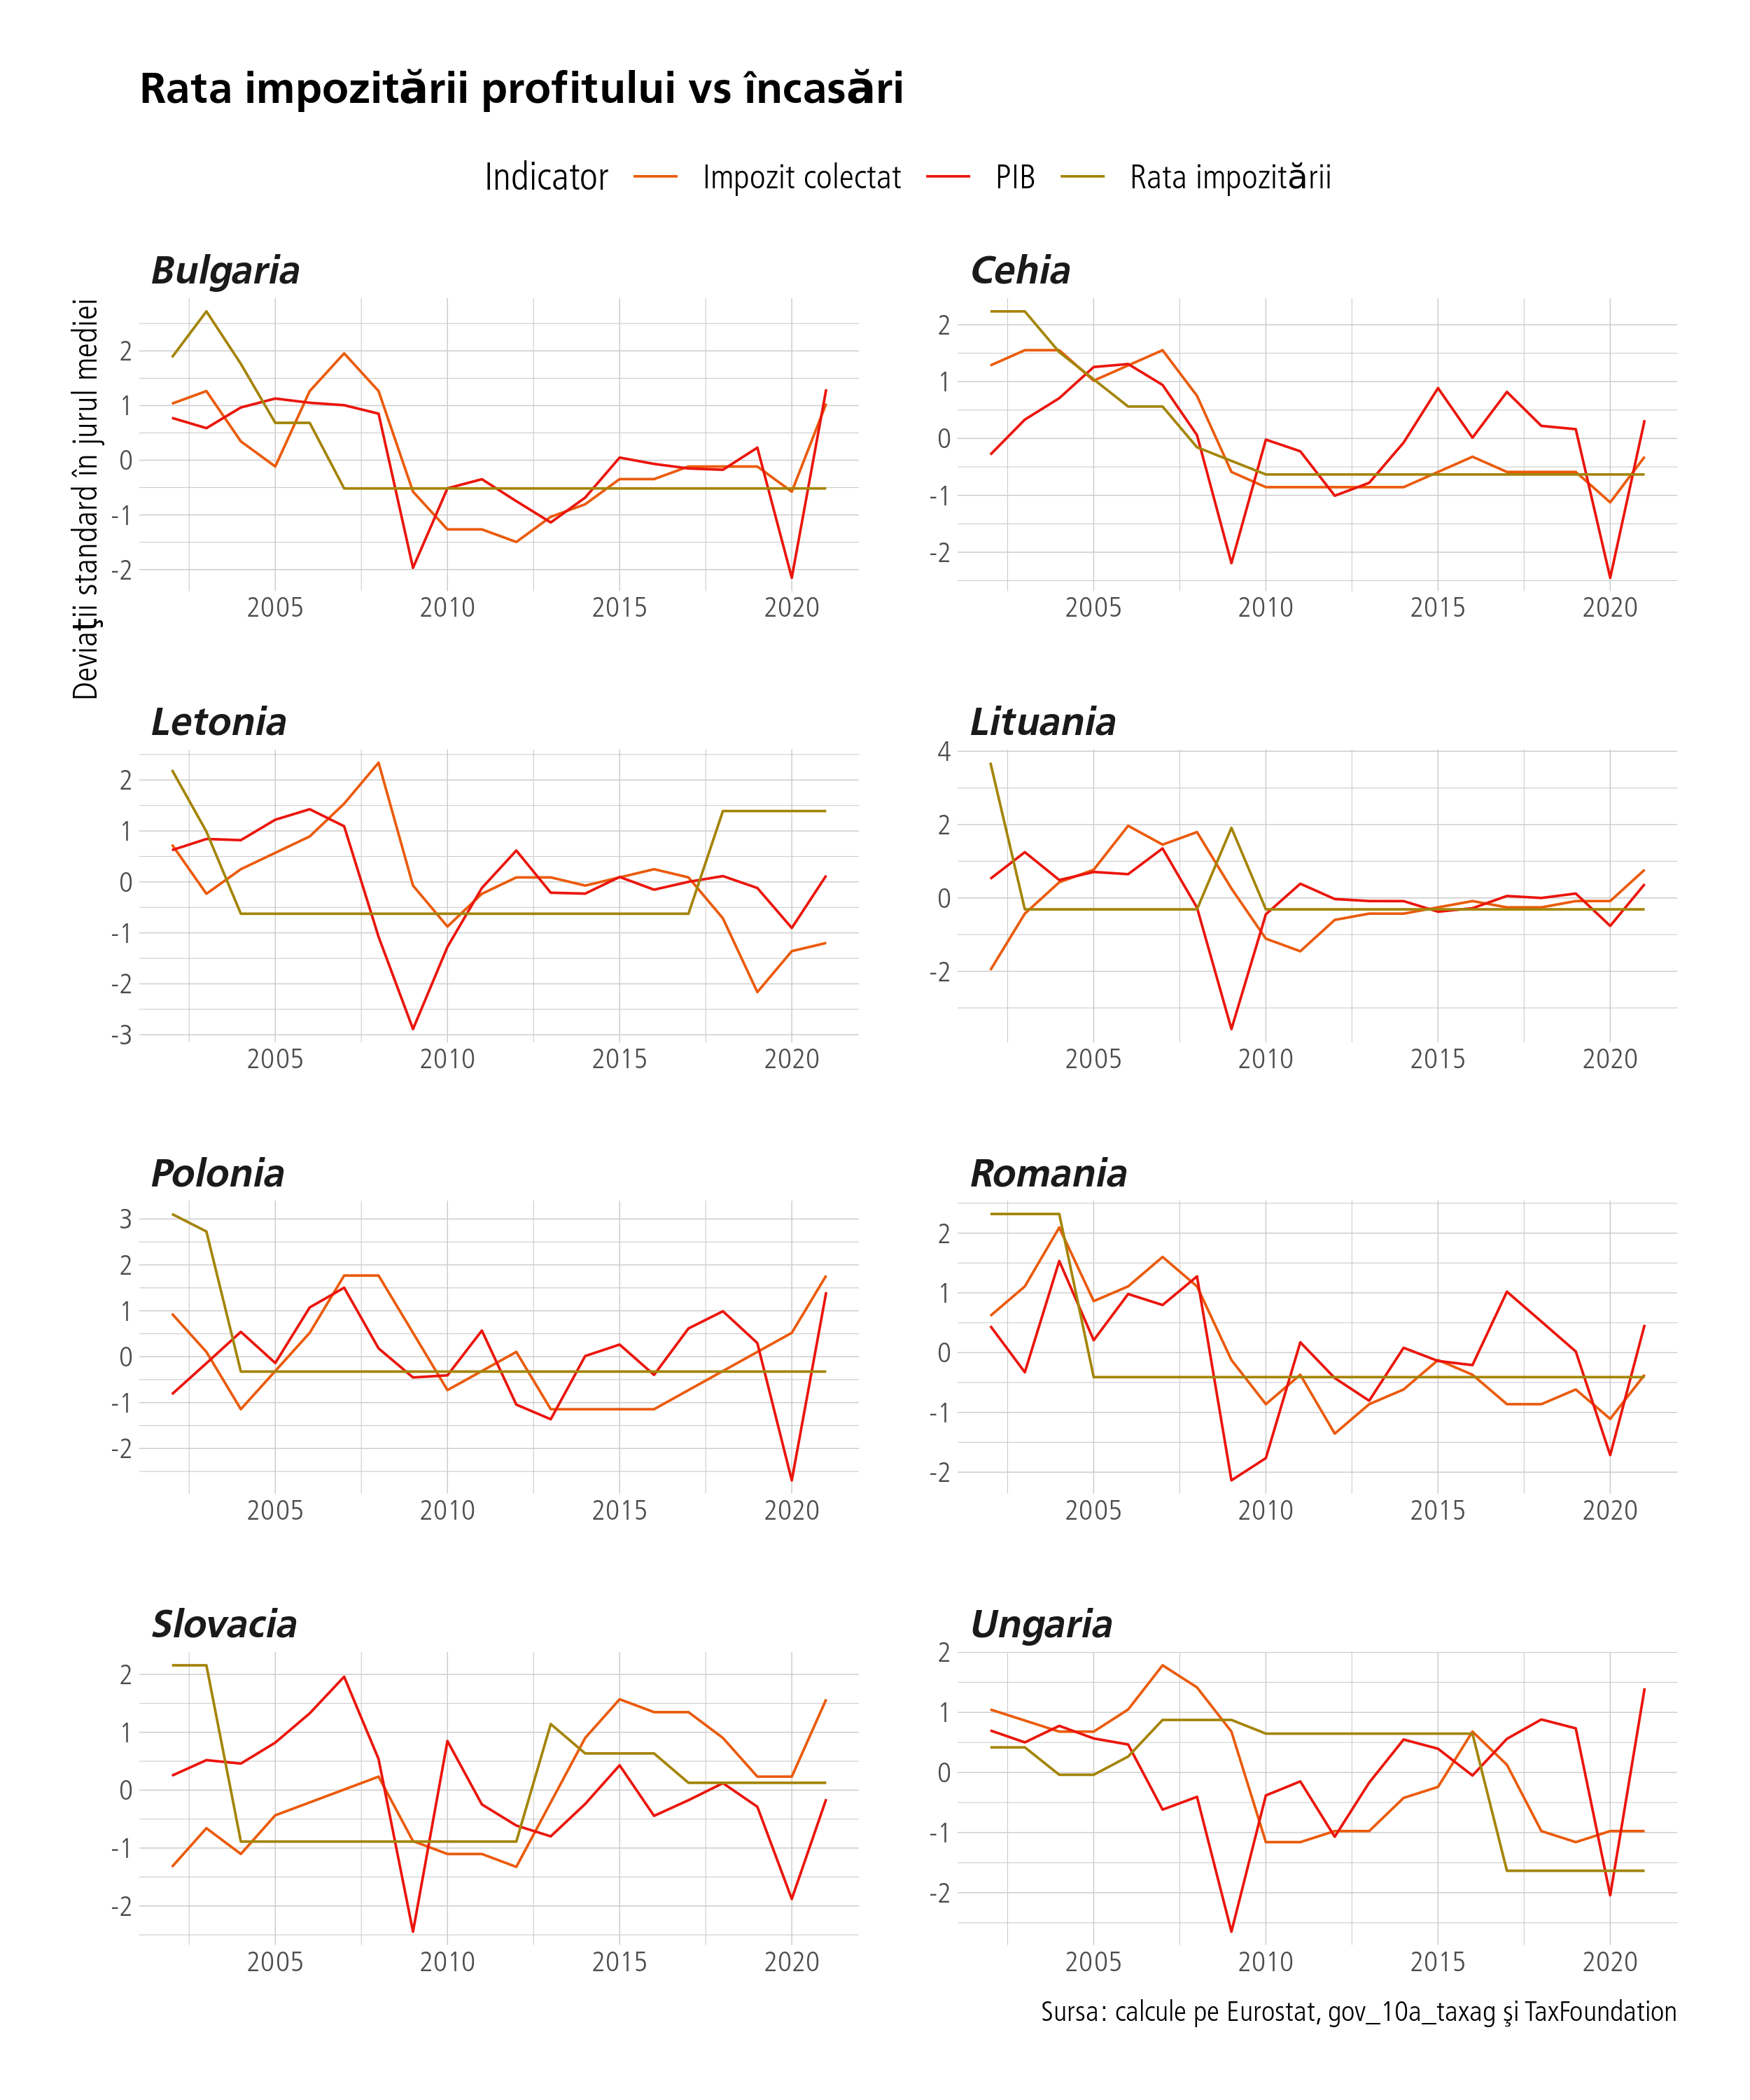 Rata impozitării profitului vs încasări
Indicator Impozit colectat PIB Rata impozitării
Deviaţii standard în jurul mediei
Bulgaria
2
1
0
-1
-2
2005 2010 2015 2020
Cehia
2
1
0
-1
-2
2005 2010 2015 2020
Letonia
2
1
0
-1
-2
-3
2005 2010 2015 2020
Lituania
4
2
0
-2
2005 2010 2015 2020
Polonia
3
2
1
0
-1
-2
2005 2010 2015 2020
Romania
2
1
0
-1
-2
2005 2010 2015 2020
Slovacia
2
1
0
-1
-2
2005 2010 2015 2020
Ungaria
2
1
0
-1
-2
2005 2010 2015 2020
Sursa: calcule pe Eurostat, gov_10a_taxag şi TaxFoundation